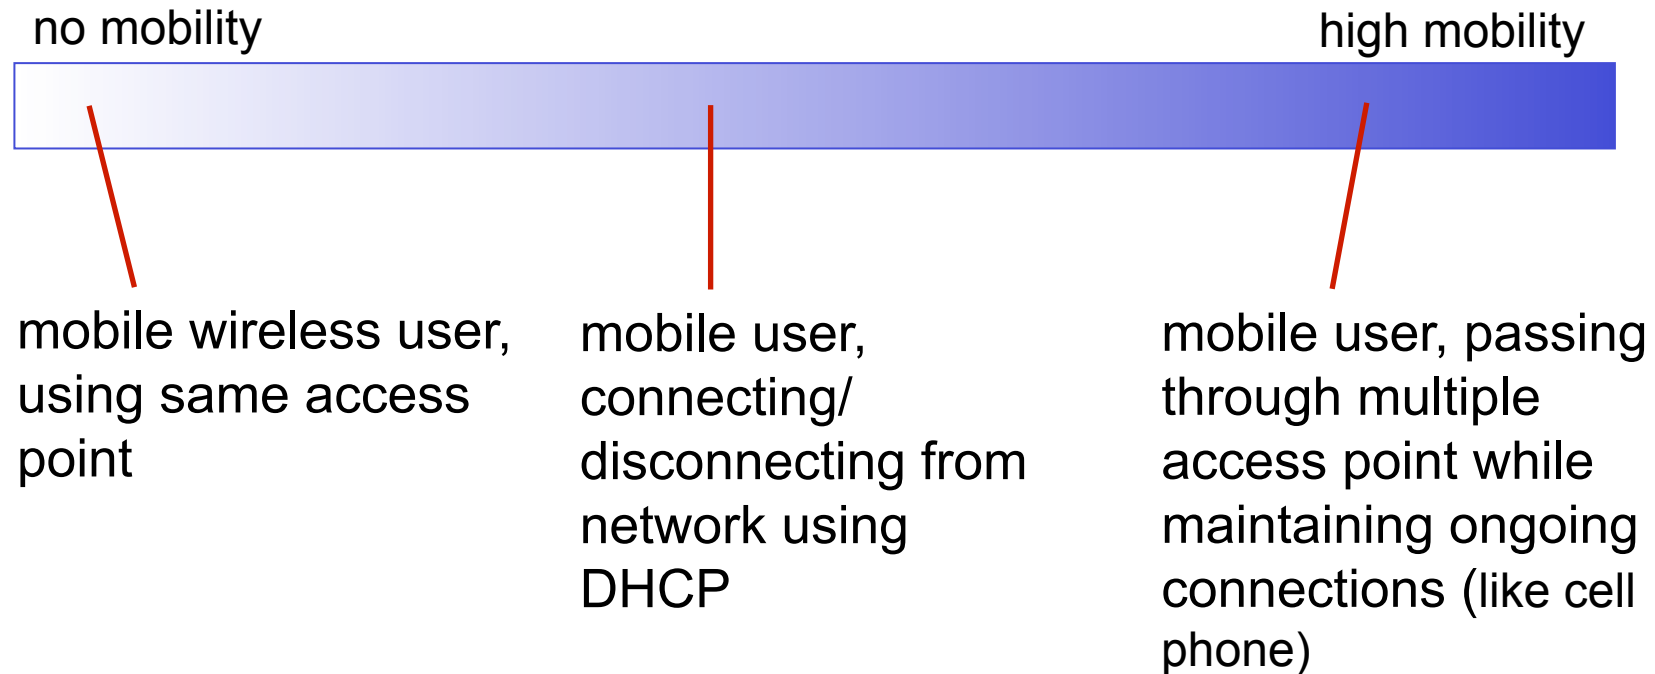 no mobility
high mobility
mobile wireless user,
using same access
point
mobile user,
connecting/
disconnecting from
network using
DHCP
mobile user, passing
through multiple
access point while
maintaining ongoing
connections (like cell
phone)